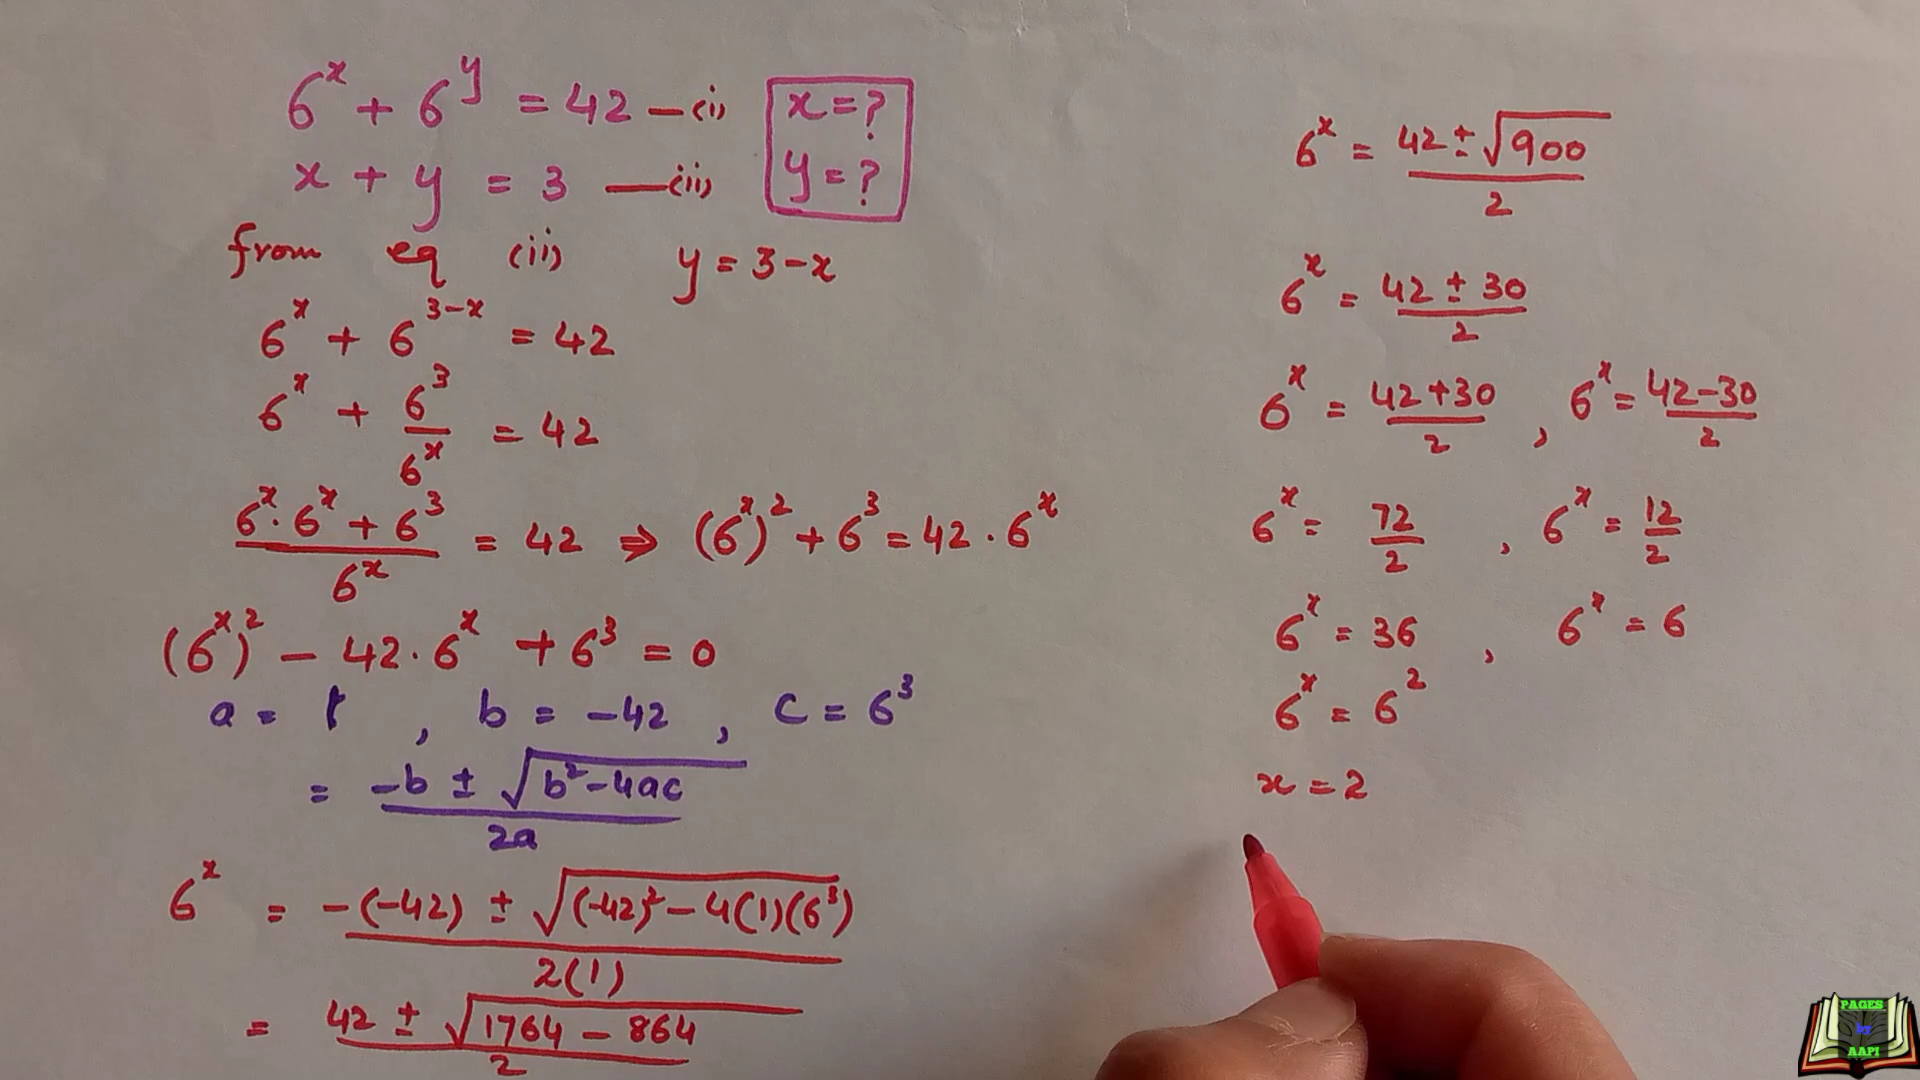 6^x + 6^y = 42 —(i)
x + y = 3 —(ii)
x = ?
y = ?
from eq (ii) y = 3-x
6^x + 6^(3-x) = 42
6^x + 6^3/6^x = 42
(6^x · 6^x + 6^3)/6^x = 42 ⇒ (6^x)^2 + 6^3 = 42 · 6^x
(6^x)^2 - 42 · 6^x + 6^3 = 0
a = 1 , b = -42 , c = 6^3
= (-b ± √(b^2 - 4ac))/2a
6^x = (-(-42) ± √((-42)^2 - 4(1)(6^3)))/2(1)
= (42 ± √(1764 - 864))/2
6^x = (42 ± √900)/2
6^x = (42 ± 30)/2
6^x = (42+30)/2 , 6^x = (42-30)/2
6^x = 72/2 , 6^x = 12/2
6^x = 36 , 6^x = 6
6^x = 6^2
x = 2
PAGES
by
AAPI